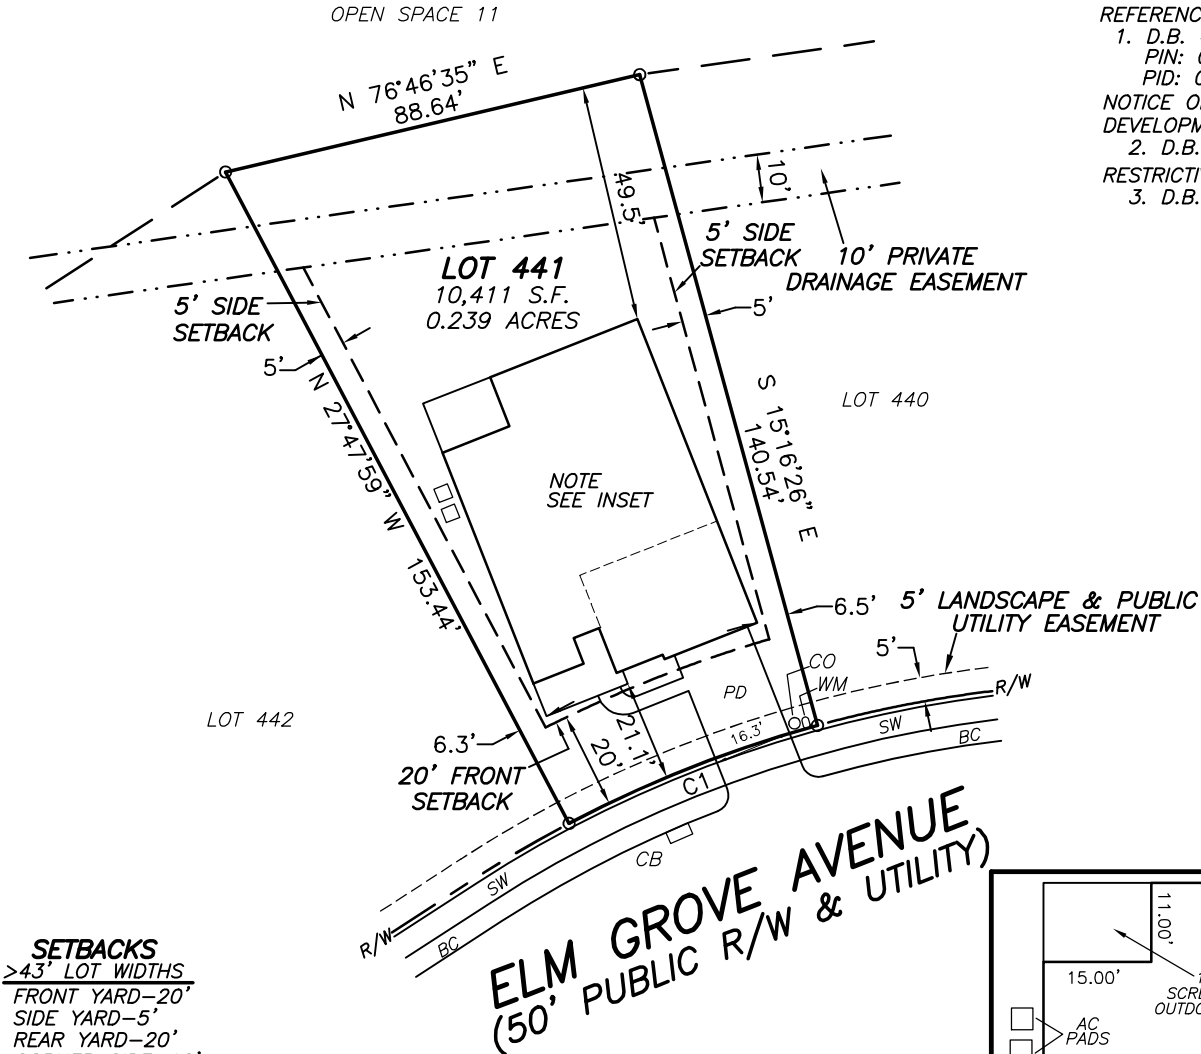 OPEN SPACE 11
1. D.B.
PIN:
PID:
NOTICE
2. D.B.
3. D.B.
N 76°46'35" E
88.64'
49.5'
10'
5' SIDE
SETBACK
10' PRIVATE
DRAINAGE EASEMENT
LOT 441
10,411 S.F.
0.239 ACRES
5' SIDE
SETBACK
5'
5'
N 27°47'59" W 153.44'
S 15°16'26" E
140.54'
LOT 440
NOTE
SEE INSET
6.5'
5' LANDSCAPE & PUBLIC
UTILITY EASEMENT
5'
CO
WM
PD
R/W
SW
BC
16.3'
LOT 442
6.3'
21.1'
20'
20' FRONT
SETBACK
C1
CB
SW
R/W
BC
ELM GROVE AVENUE
(50' PUBLIC R/W & UTILITY)
SETBACKS
>43' LOT WIDTHS
FRONT YARD-20'
SIDE YARD-5'
REAR YARD-20'
11.00'
15.00'
AC
PADS